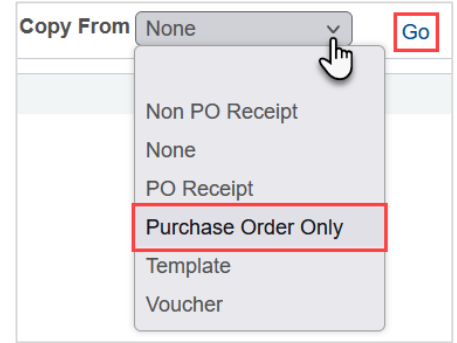 Copy From None Go
Non PO Receipt
None
PO Receipt
Purchase Order Only
Template
Voucher